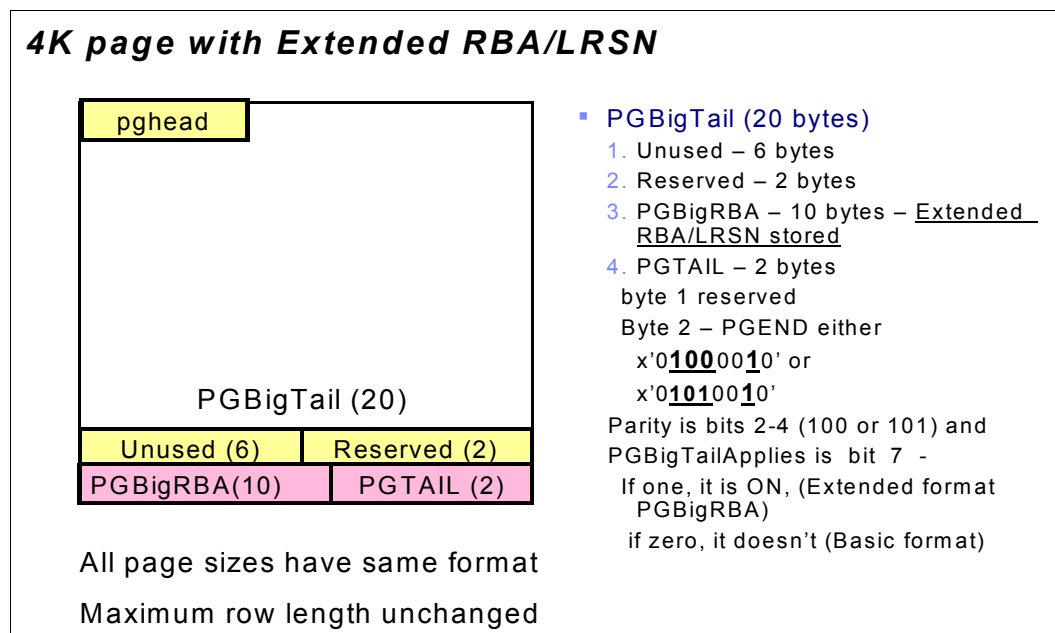 4K page with Extended RBA/LRSN
pghead
PGBigTail (20)
Unused (6)
Reserved (2)
PGBigRBA(10)
PGTAIL (2)
All page sizes have same format
Maximum row length unchanged
▪ PGBigTail (20 bytes)
1. Unused – 6 bytes
2. Reserved – 2 bytes
3. PGBigRBA – 10 bytes – Extended
RBA/LRSN stored
4. PGTAIL – 2 bytes
byte 1 reserved
Byte 2 – PGEND either
x’01000010’ or
x’01010010’
Parity is bits 2-4 (100 or 101) and
PGBigTailApplies is bit 7 -
If one, it is ON, (Extended format
PGBigRBA)
if zero, it doesn’t (Basic format)